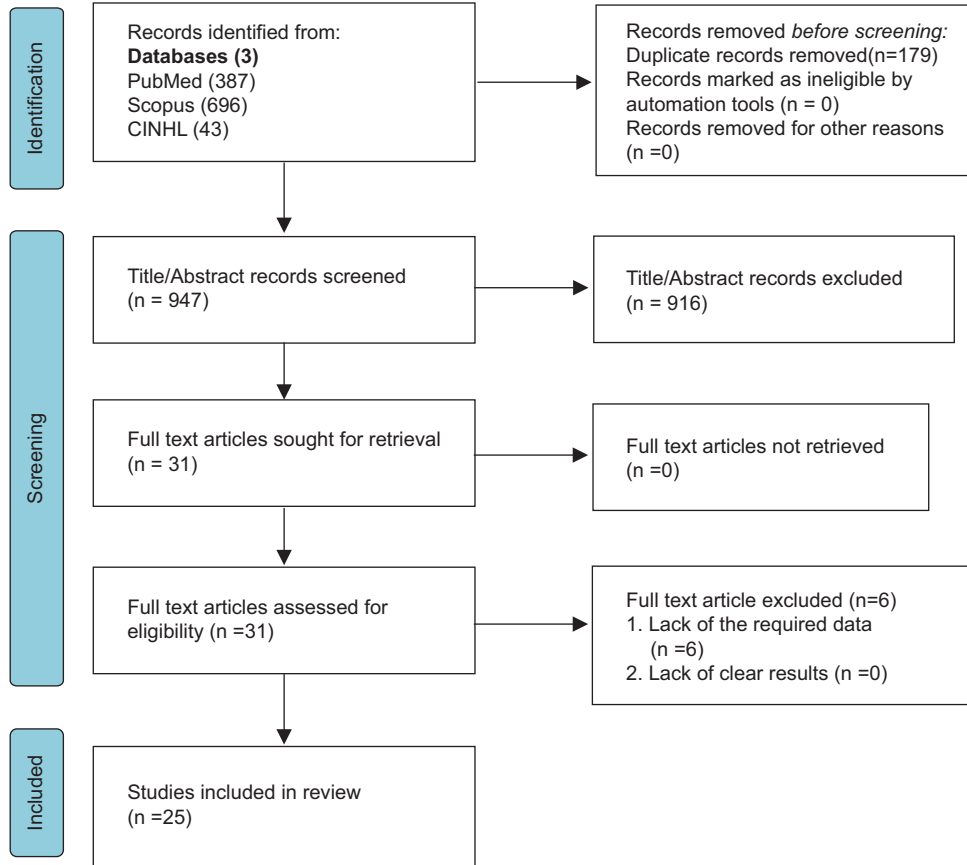 Identification
Records identified from:
Databases (3)
PubMed (387)
Scopus (696)
CINHL (43)
Records removed before screening:
Duplicate records removed(n=179)
Records marked as ineligible by
automation tools (n = 0)
Records removed for other reasons
(n =0)
Screening
Title/Abstract records screened
(n = 947)
Title/Abstract records excluded
(n = 916)
Full text articles sought for retrieval
(n = 31)
Full text articles not retrieved
(n =0)
Full text articles assessed for
eligibility (n =31)
Full text article excluded (n=6)
1. Lack of the required data
(n =6)
2. Lack of clear results (n =0)
Included
Studies included in review
(n =25)